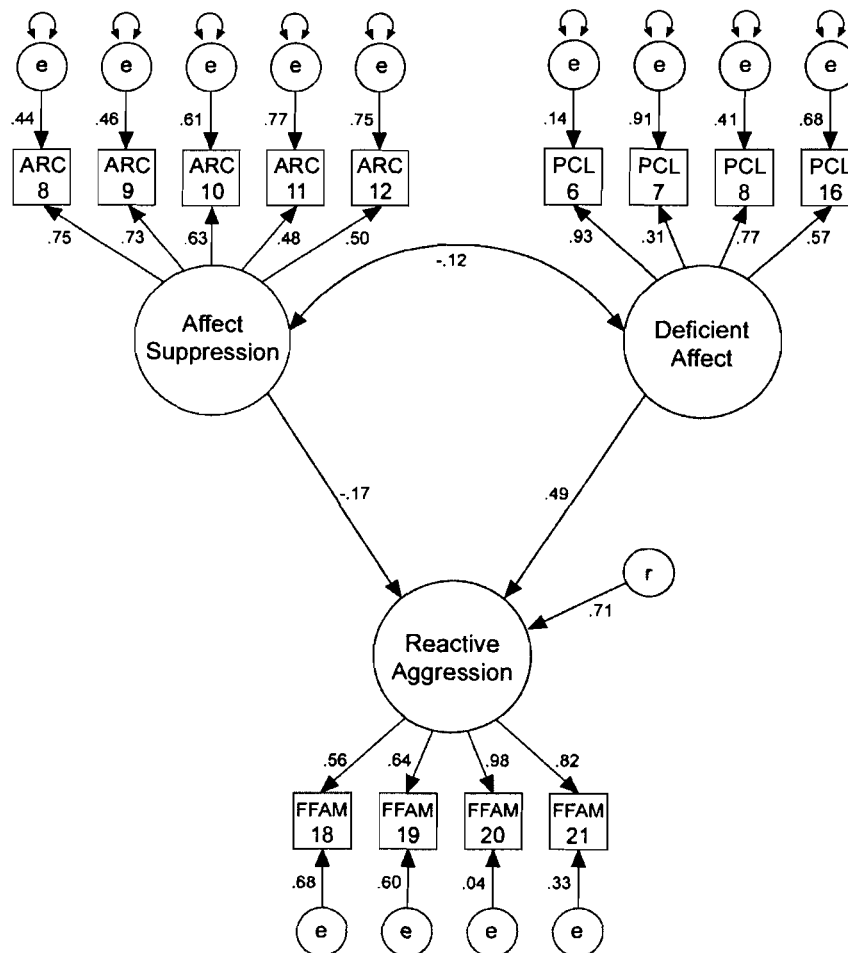 e e e e e e e e e
.44 .46 .61 .77 .75 .14 .91 .41 .68
ARC ARC ARC ARC ARC PCL PCL PCL PCL
8 9 10 11 12 6 7 8 16
.75 .73 .63 .48 .50 .93 .31 .77 .57
-.12
Affect
Suppression
Deficient
Affect
-.17 .49
r
.71
Reactive
Aggression
.56 .64 .98 .82
FFAM FFAM FFAM FFAM
18 19 20 21
.68 .60 .04 .33
e e e e